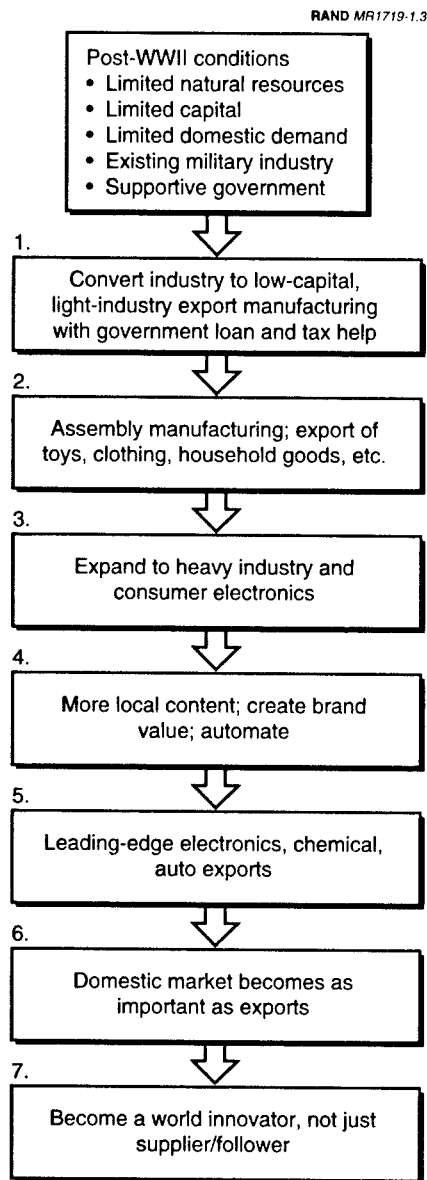 RAND MR1719-1.3
Post-WWII conditions
• Limited natural resources
• Limited capital
• Limited domestic demand
• Existing military industry
• Supportive government
1.
Convert industry to low-capital,
light-industry export manufacturing
with government loan and tax help
2.
Assembly manufacturing; export of
toys, clothing, household goods, etc.
3.
Expand to heavy industry and
consumer electronics
4.
More local content; create brand
value; automate
5.
Leading-edge electronics, chemical,
auto exports
6.
Domestic market becomes as
important as exports
7.
Become a world innovator, not just
supplier/follower